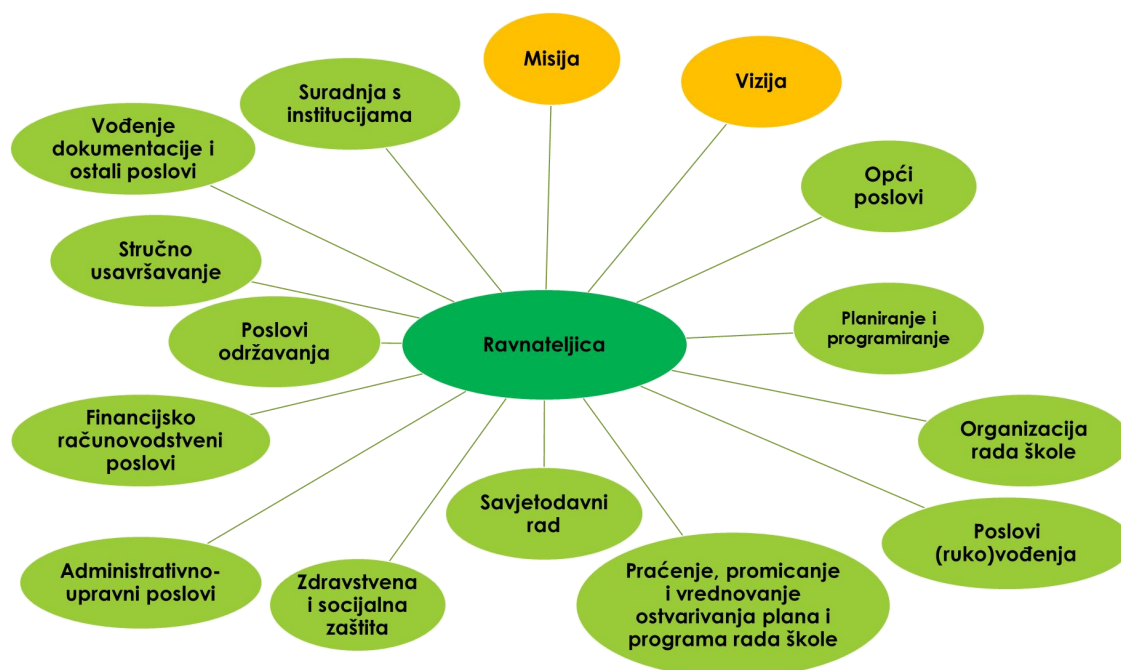 Misija
Vizija
Suradnja s
institucijama
Vođenje
dokumentacije i
ostali poslovi
Opći
poslovi
Stručno
usavršavanje
Poslovi
održavanja
Ravnateljica
Planiranje i
programiranje
Financijsko
računovodstveni
poslovi
Organizacija
rada škole
Savjetodavni
rad
Poslovi
(ruko)vođenja
Administrativno-
upravni poslovi
Zdravstvena
i socijalna
zaštita
Praćenje, promicanje
i vrednovanje
ostvarivanja plana i
programa rada škole